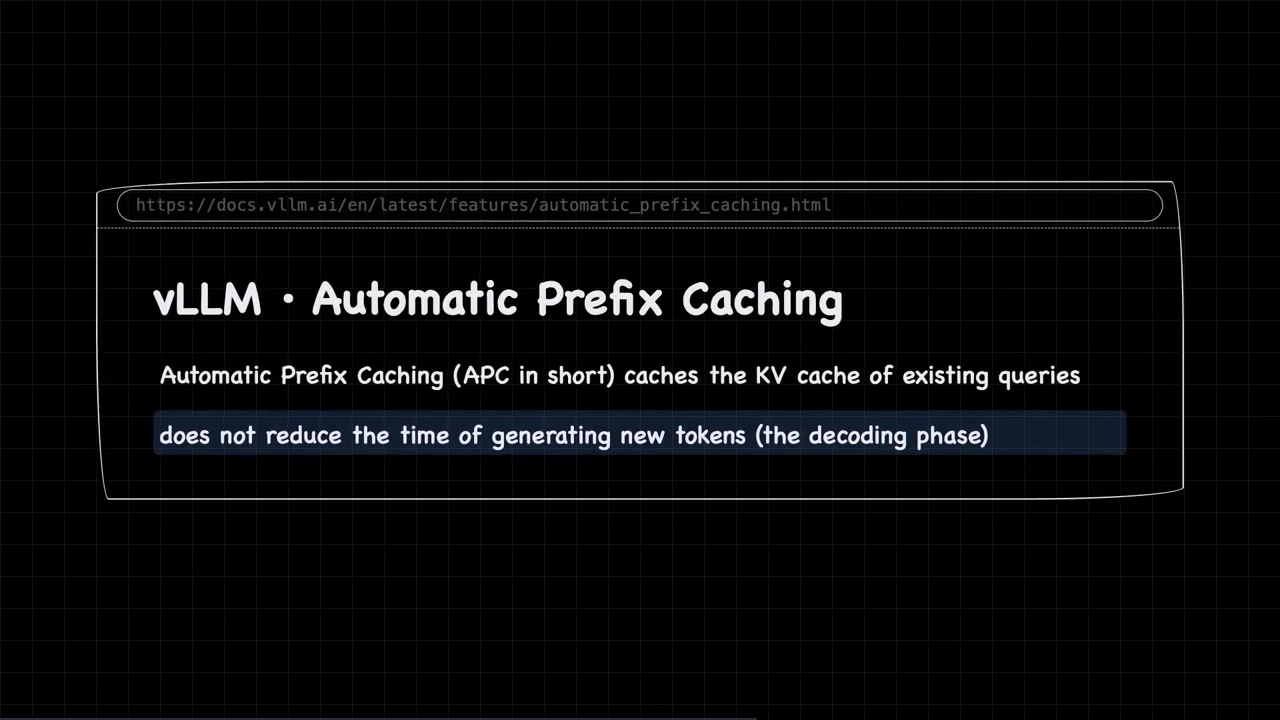 https://docs.vllm.ai/en/latest/features/automatic_prefix_caching.html
vLLM · Automatic Prefix Caching
Automatic Prefix Caching (APC in short) caches the KV cache of existing queries
does not reduce the time of generating new tokens (the decoding phase)